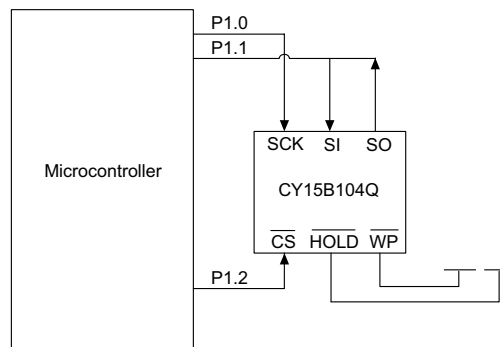 P1.0
P1.1
SCK SI SO
Microcontroller
CY15B104Q
CS HOLD WP
P1.2